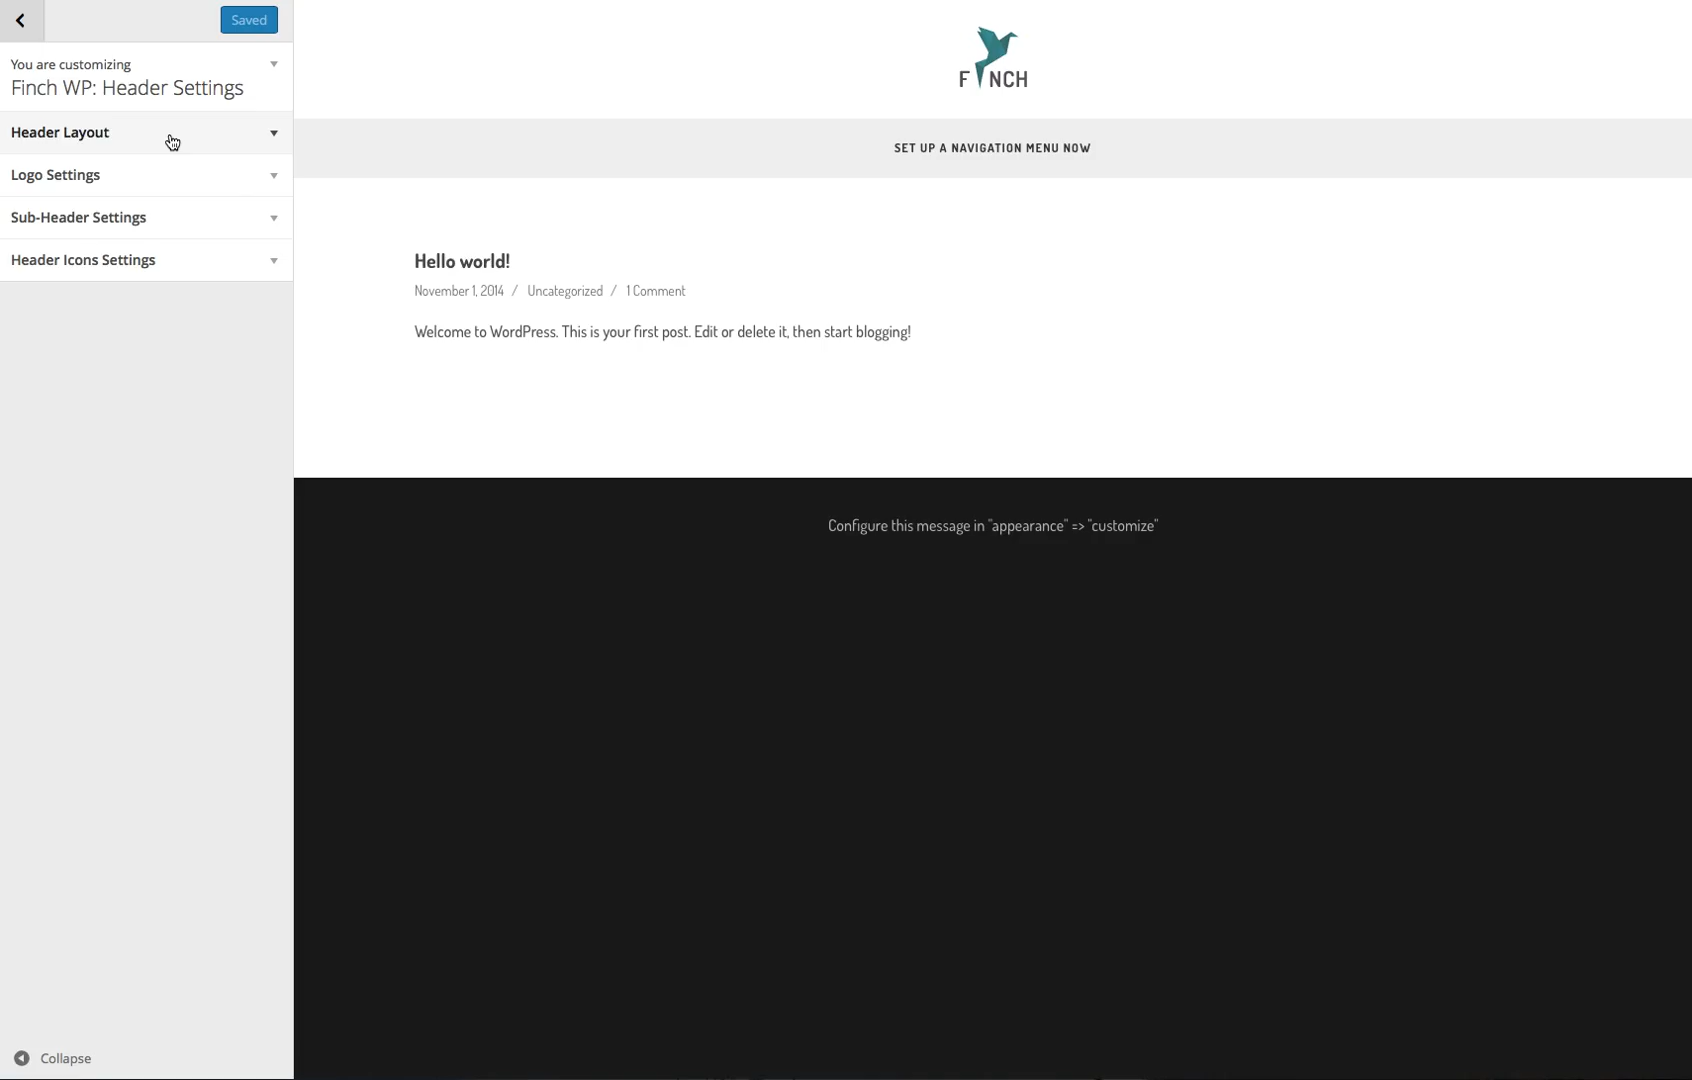 Saved
You are customizing
Finch WP: Header Settings
Header Layout
Logo Settings
Sub-Header Settings
Header Icons Settings
Collapse
F NCH
SET UP A NAVIGATION MENU NOW
Hello world!
November 1, 2014 / Uncategorized / 1 Comment
Welcome to WordPress. This is your first post. Edit or delete it, then start blogging!
Configure this message in "appearance" => "customize"